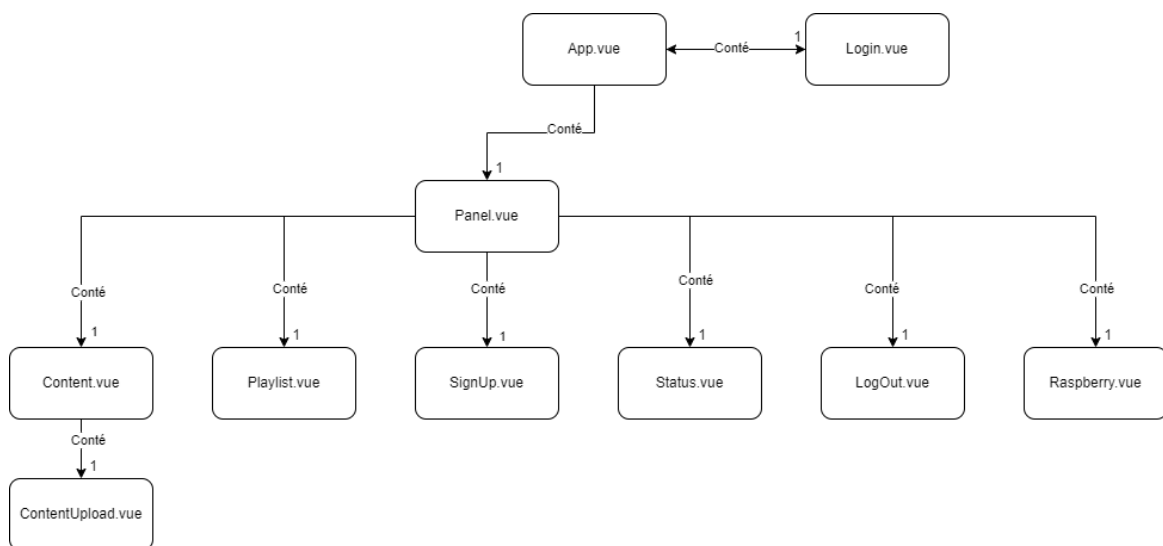 App.vue
Conté
1
Login.vue
Conté
1
Panel.vue
Conté
Conté
Conté
Conté
Conté
Conté
1
1
1
1
1
1
Content.vue
Playlist.vue
SignUp.vue
Status.vue
LogOut.vue
Raspberry.vue
Conté
1
ContentUpload.vue